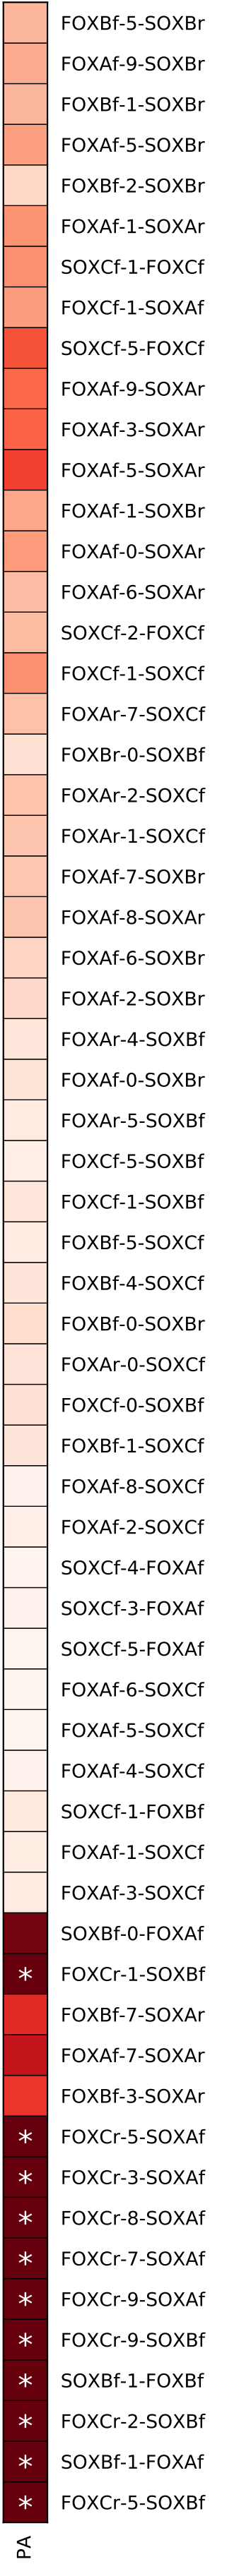 FOXBf-5-SOXBr
FOXAf-9-SOXBr
FOXBf-1-SOXBr
FOXAf-5-SOXBr
FOXBf-2-SOXBr
FOXAf-1-SOXAr
SOXCf-1-FOXCf
FOXCf-1-SOXAf
SOXCf-5-FOXCf
FOXAf-9-SOXAr
FOXAf-3-SOXAr
FOXAf-5-SOXAr
FOXAf-1-SOXBr
FOXAf-0-SOXAr
FOXAf-6-SOXAr
SOXCf-2-FOXCf
FOXCf-1-SOXCf
FOXAr-7-SOXCf
FOXBr-0-SOXBf
FOXAr-2-SOXCf
FOXAr-1-SOXCf
FOXAf-7-SOXBr
FOXAf-8-SOXAr
FOXAf-6-SOXBr
FOXAf-2-SOXBr
FOXAr-4-SOXBf
FOXAf-0-SOXBr
FOXAr-5-SOXBf
FOXCf-5-SOXBf
FOXCf-1-SOXBf
FOXBf-5-SOXCf
FOXBf-4-SOXCf
FOXBf-0-SOXBr
FOXAr-0-SOXCf
FOXCf-0-SOXBf
FOXBf-1-SOXCf
FOXAf-8-SOXCf
FOXAf-2-SOXCf
SOXCf-4-FOXAf
SOXCf-3-FOXAf
SOXCf-5-FOXAf
FOXAf-6-SOXCf
FOXAf-5-SOXCf
FOXAf-4-SOXCf
SOXCf-1-FOXBf
FOXAf-1-SOXCf
FOXAf-3-SOXCf
SOXBf-0-FOXAf
* FOXCr-1-SOXBf
FOXBf-7-SOXAr
FOXAf-7-SOXAr
FOXBf-3-SOXAr
* FOXCr-5-SOXAf
* FOXCr-3-SOXAf
* FOXCr-8-SOXAf
* FOXCr-7-SOXAf
* FOXCr-9-SOXAf
* FOXCr-9-SOXBf
* SOXBf-1-FOXBf
* FOXCr-2-SOXBf
* SOXBf-1-FOXAf
* FOXCr-5-SOXBf
PA